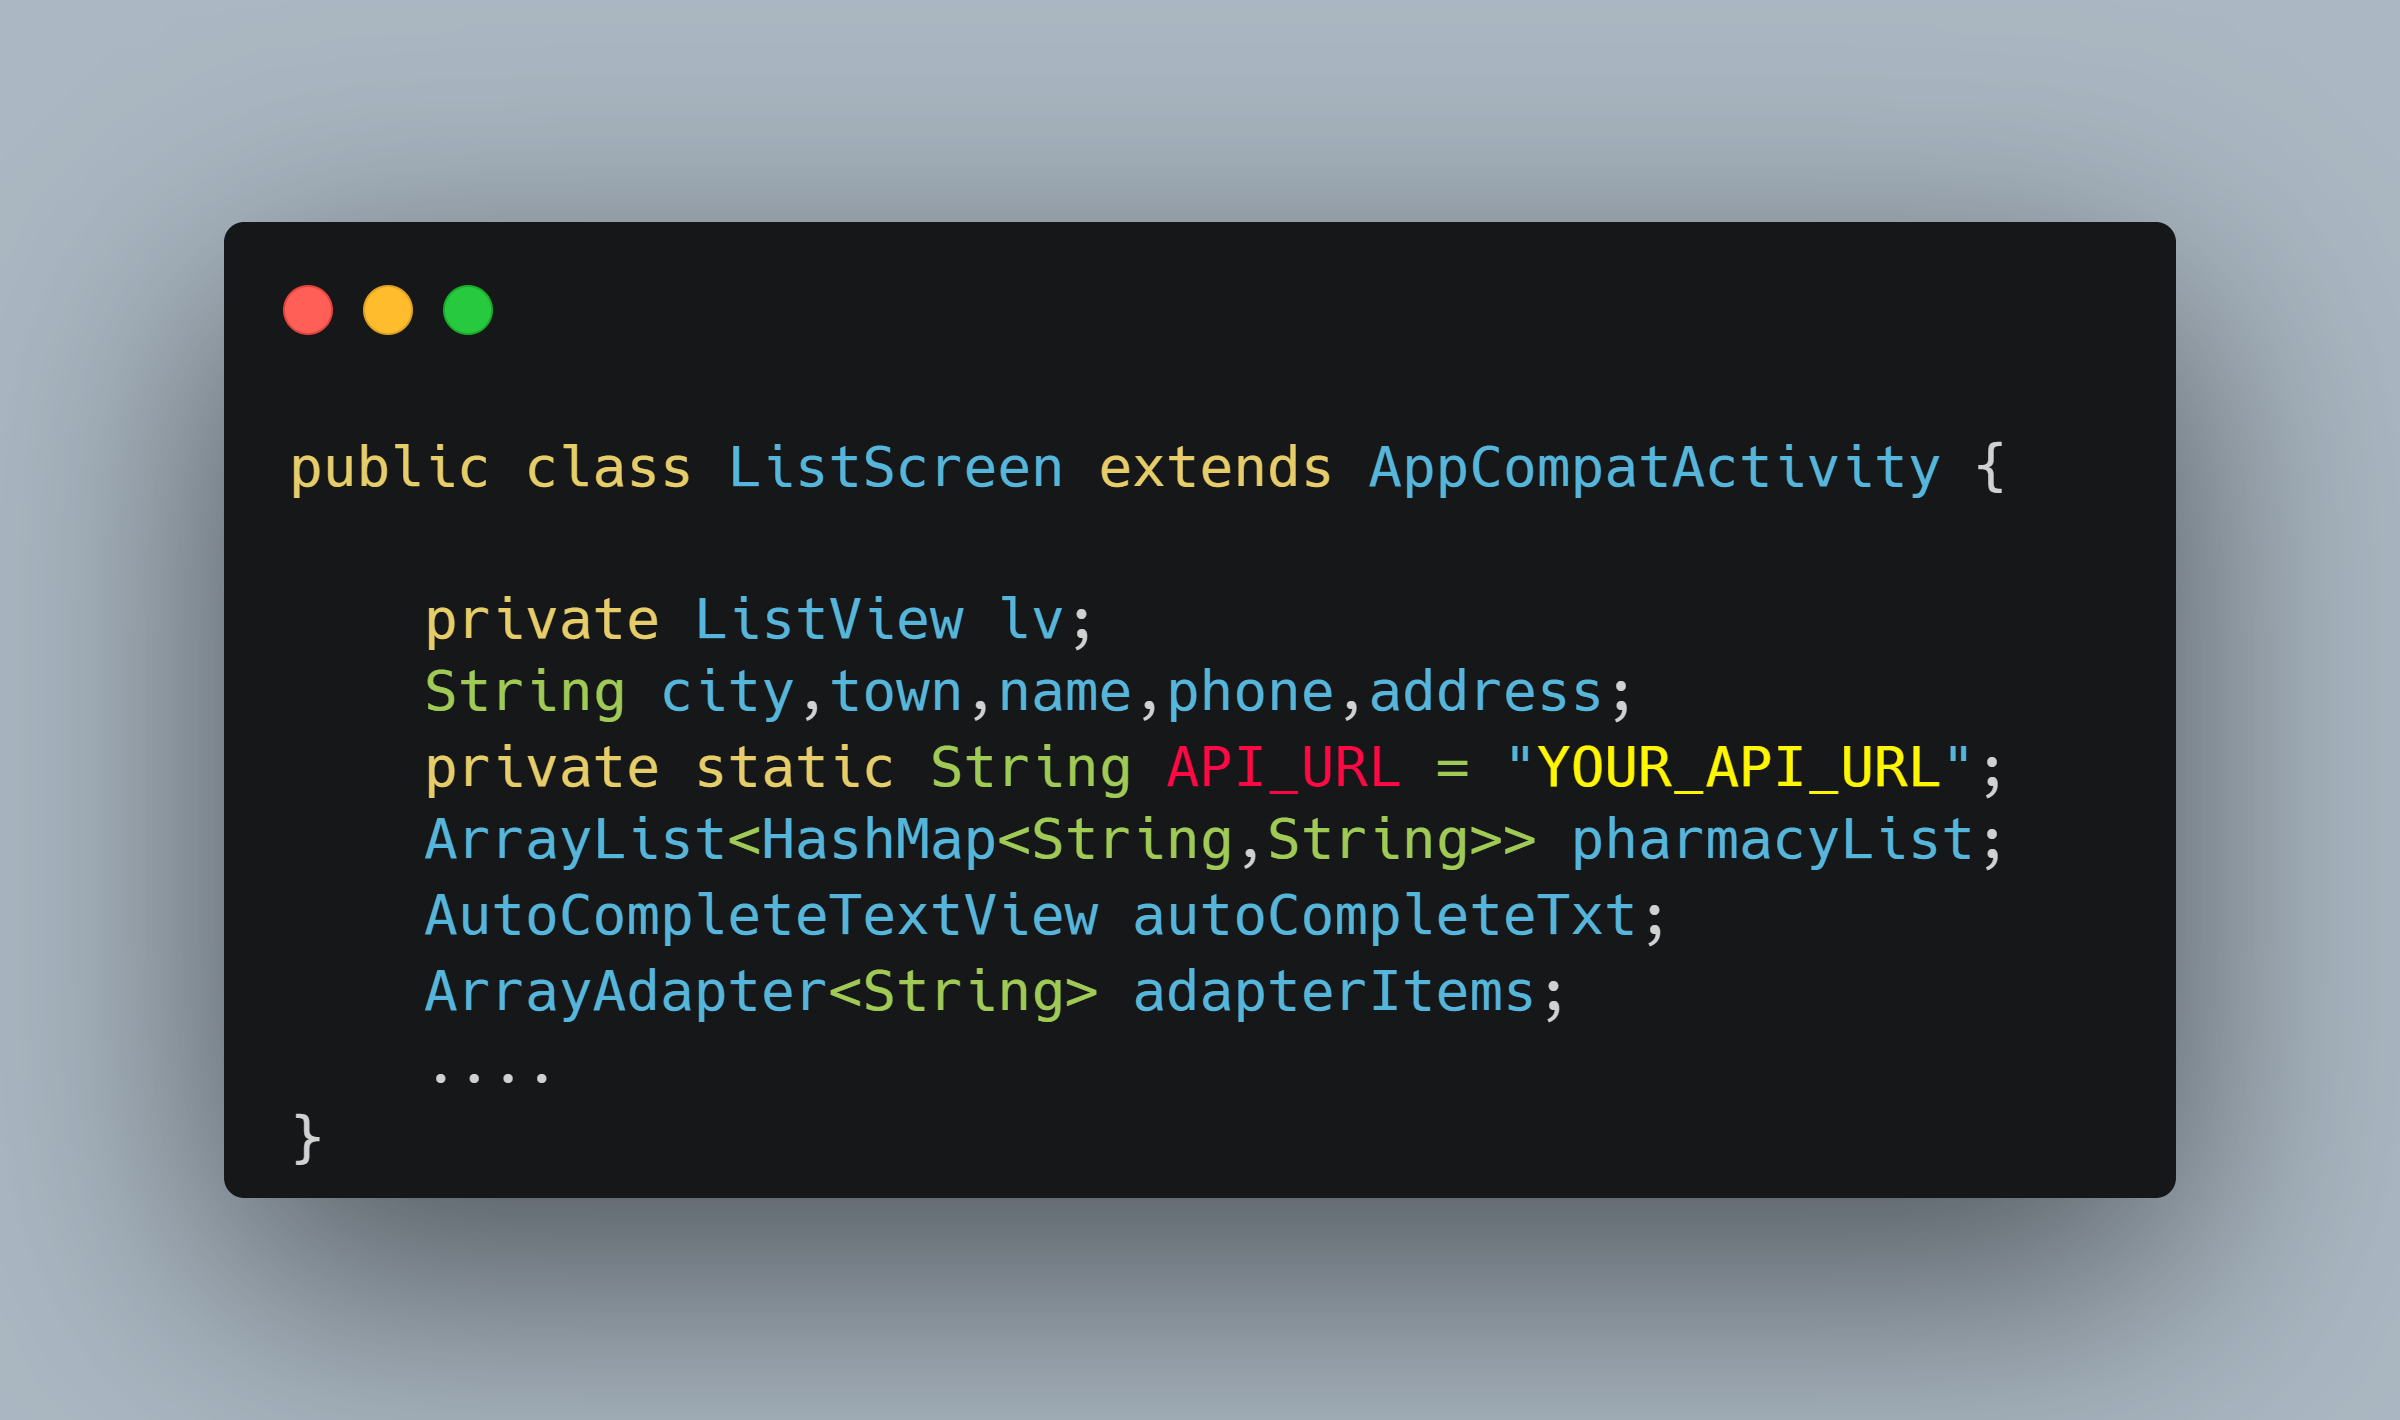 public class ListScreen extends AppCompatActivity {
private ListView lv;
String city,town,name,phone,address;
private static String API_URL = "YOUR_API_URL";
ArrayList<HashMap<String,String>> pharmacyList;
AutoCompleteTextView autoCompleteTxt;
ArrayAdapter<String> adapterItems;
....
}